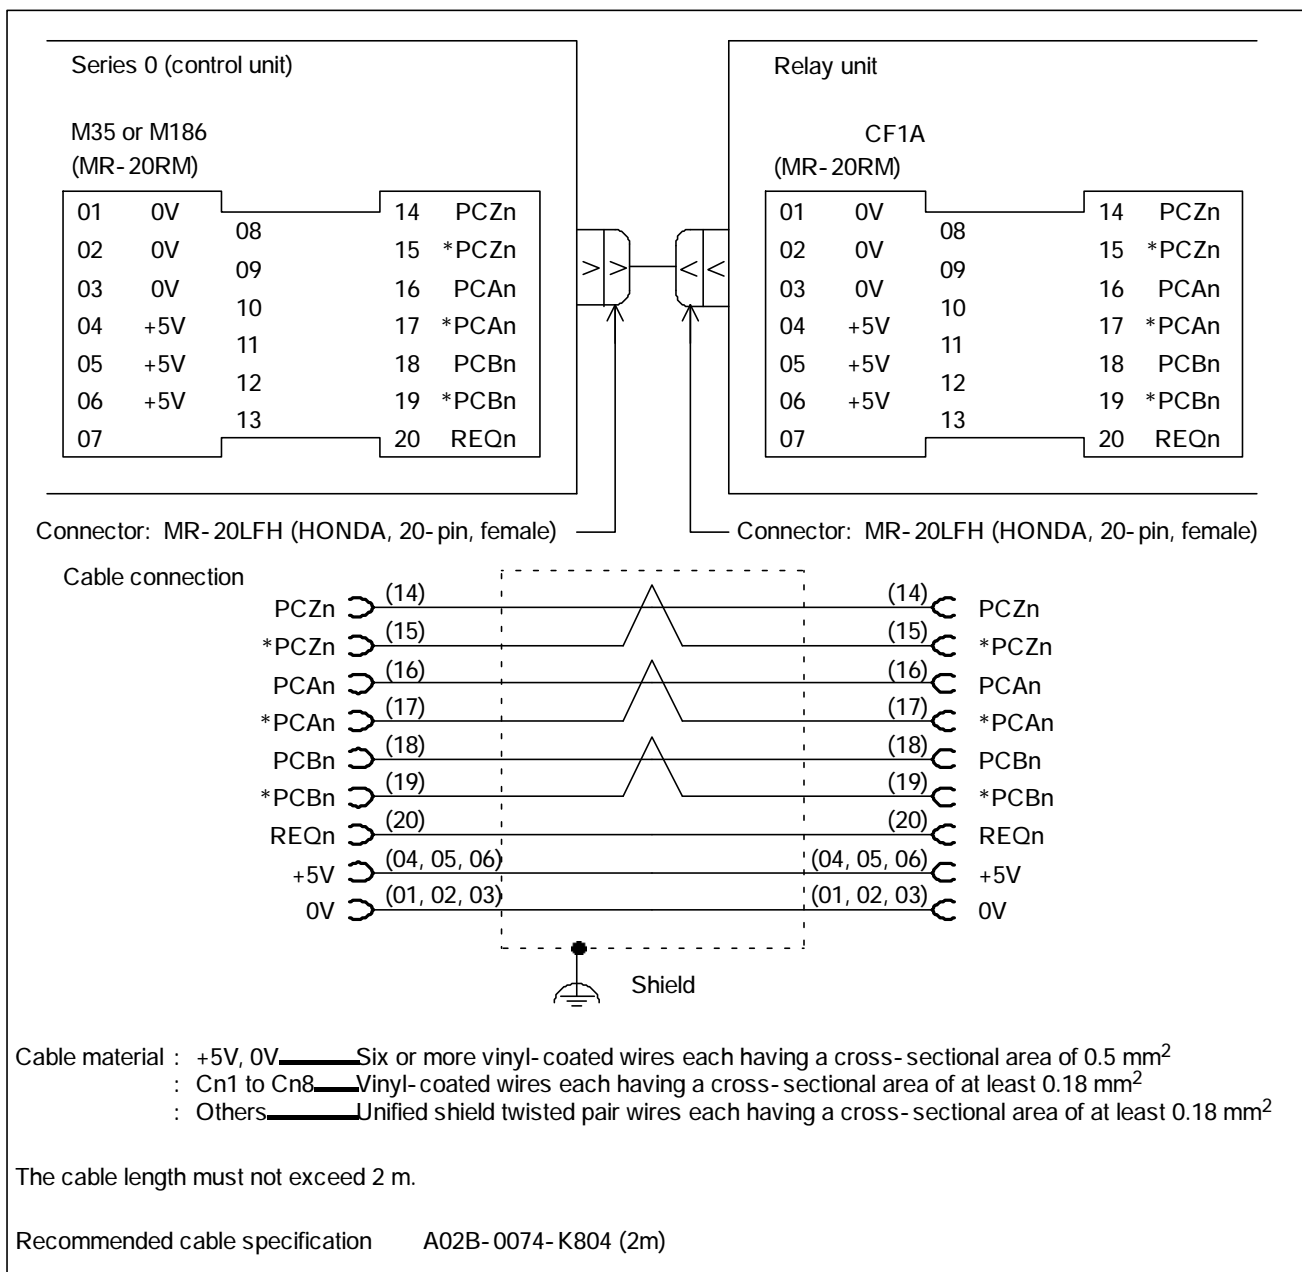 Series 0 (control unit)
Relay unit
M35 or M186
(MR-20RM)
CF1A
(MR-20RM)
01 0V 14 PCZn
08
02 0V 15 *PCZn
09
03 0V 16 PCAn
10
04 +5V 17 *PCAn
11
05 +5V 18 PCBn
12
06 +5V 19 *PCBn
13
07 20 REQn
01 0V 14 PCZn
08
02 0V 15 *PCZn
09
03 0V 16 PCAn
10
04 +5V 17 *PCAn
11
05 +5V 18 PCBn
12
06 +5V 19 *PCBn
13
07 20 REQn
> >
< <
Connector: MR-20LFH (HONDA, 20-pin, female)
Connector: MR-20LFH (HONDA, 20-pin, female)
Cable connection
PCZn (14) (14) PCZn
*PCZn (15) (15) *PCZn
PCAn (16) (16) PCAn
*PCAn (17) (17) *PCAn
PCBn (18) (18) PCBn
*PCBn (19) (19) *PCBn
REQn (20) (20) REQn
+5V (04, 05, 06) (04, 05, 06) +5V
0V (01, 02, 03) (01, 02, 03) 0V
Shield
Cable material : +5V, 0V Six or more vinyl-coated wires each having a cross-sectional area of 0.5 mm²
: Cn1 to Cn8 Vinyl-coated wires each having a cross-sectional area of at least 0.18 mm²
: Others Unified shield twisted pair wires each having a cross-sectional area of at least 0.18 mm²
The cable length must not exceed 2 m.
Recommended cable specification A02B-0074-K804 (2m)